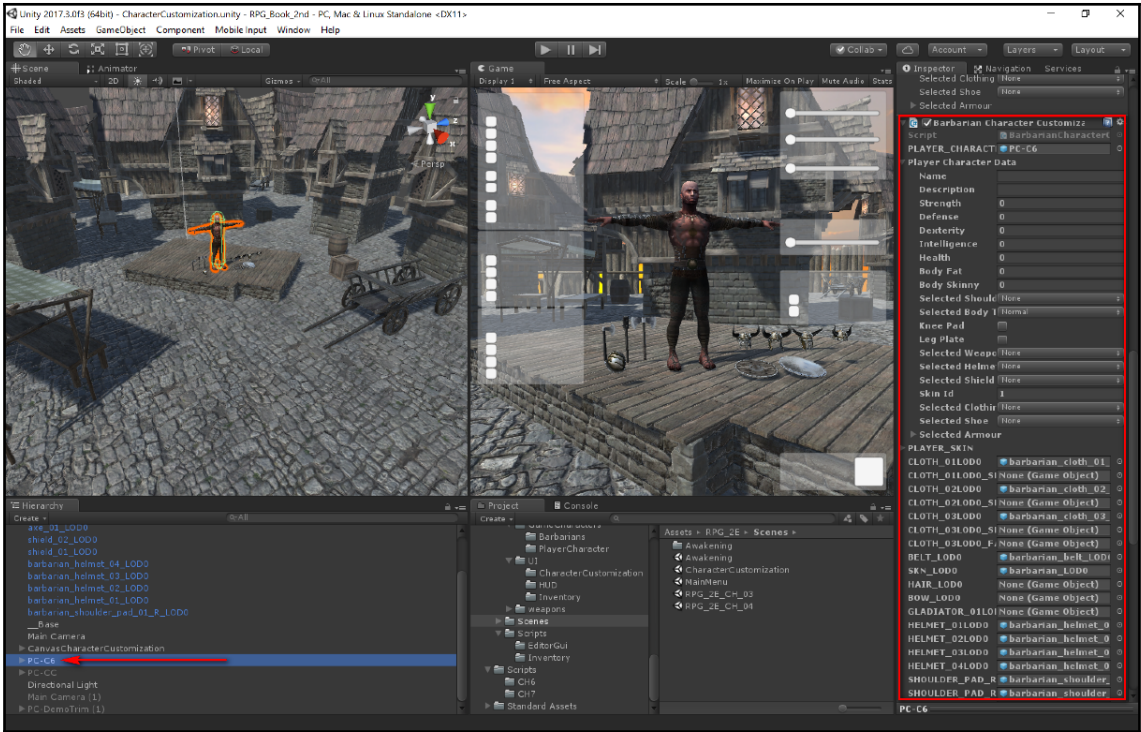 Unity 2017.3.0f3 (64bit) - CharacterCustomization.unity - RPG_Book_2nd - PC, Mac & Linux Standalone <DX11>
File Edit Assets GameObject Component Mobile Input Window Help
Pivot Local Collab Account Layers Layout
Scene Animator
Shaded 2D Gizmos All
y
z
x
Persp
Game
Display 1 Free Aspect Scale 1x Maximize On Play Mute Audio Stats
Hierarchy
Create All
axe_01_LOD0
shield_02_LOD0
shield_01_LOD0
barbarian_helmet_04_LOD0
barbarian_helmet_03_LOD0
barbarian_helmet_02_LOD0
barbarian_helmet_01_LOD0
barbarian_shoulder_pad_01_R_LOD0
__Base
Main Camera
CanvasCharacterCustomization
PC-C6
PC-CC
Directional Light
Main Camera (1)
PC-DemoTrim (1)
Project Console
Create
GameCharacters
Barbarians
PlayerCharacter
UI
CharacterCustomization
HUD
Inventory
weapons
Scenes
Scripts
EditorGui
Inventory
Scripts
CH6
CH7
Standard Assets
Assets RPG_2E Scenes
Awakening
Awakening
CharacterCustomization
MainMenu
RPG_2E_CH_03
RPG_2E_CH_04
Inspector Navigation Services
Selected Clothing None
Selected Shoe None
Selected Armour
Barbarian Character Customiza
Script BarbarianCharacter(
PLAYER_CHARACT PC-C6
Player Character Data
Name
Description
Strength 0
Defense 0
Dexterity 0
Intelligence 0
Health 0
Body Fat 0
Body Skinny 0
Selected Should None
Selected Body T Normal
Knee Pad
Leg Plate
Selected Weapo None
Selected Helme None
Selected Shield None
Skin Id 1
Selected Clothin None
Selected Shoe None
Selected Armour
PLAYER_SKIN
CLOTH_01LOD0 barbarian_cloth_01_
CLOTH_01LOD0_S None (Game Object)
CLOTH_02LOD0 barbarian_cloth_02_
CLOTH_02LOD0_S None (Game Object)
CLOTH_03LOD0 barbarian_cloth_03_
CLOTH_03LOD0_S None (Game Object)
CLOTH_03LOD0_F None (Game Object)
BELT_LOD0 barbarian_belt_LOD
SKN_LOD0 barbarian_LOD0
HAIR_LOD0 None (Game Object)
BOW_LOD0 None (Game Object)
GLADIATOR_01LO None (Game Object)
HELMET_01LOD0 barbarian_helmet_0
HELMET_02LOD0 barbarian_helmet_0
HELMET_03LOD0 barbarian_helmet_0
HELMET_04LOD0 barbarian_helmet_0
SHOULDER_PAD_R barbarian_shoulder_
SHOULDER_PAD_R barbarian_shoulder_
PC-C6